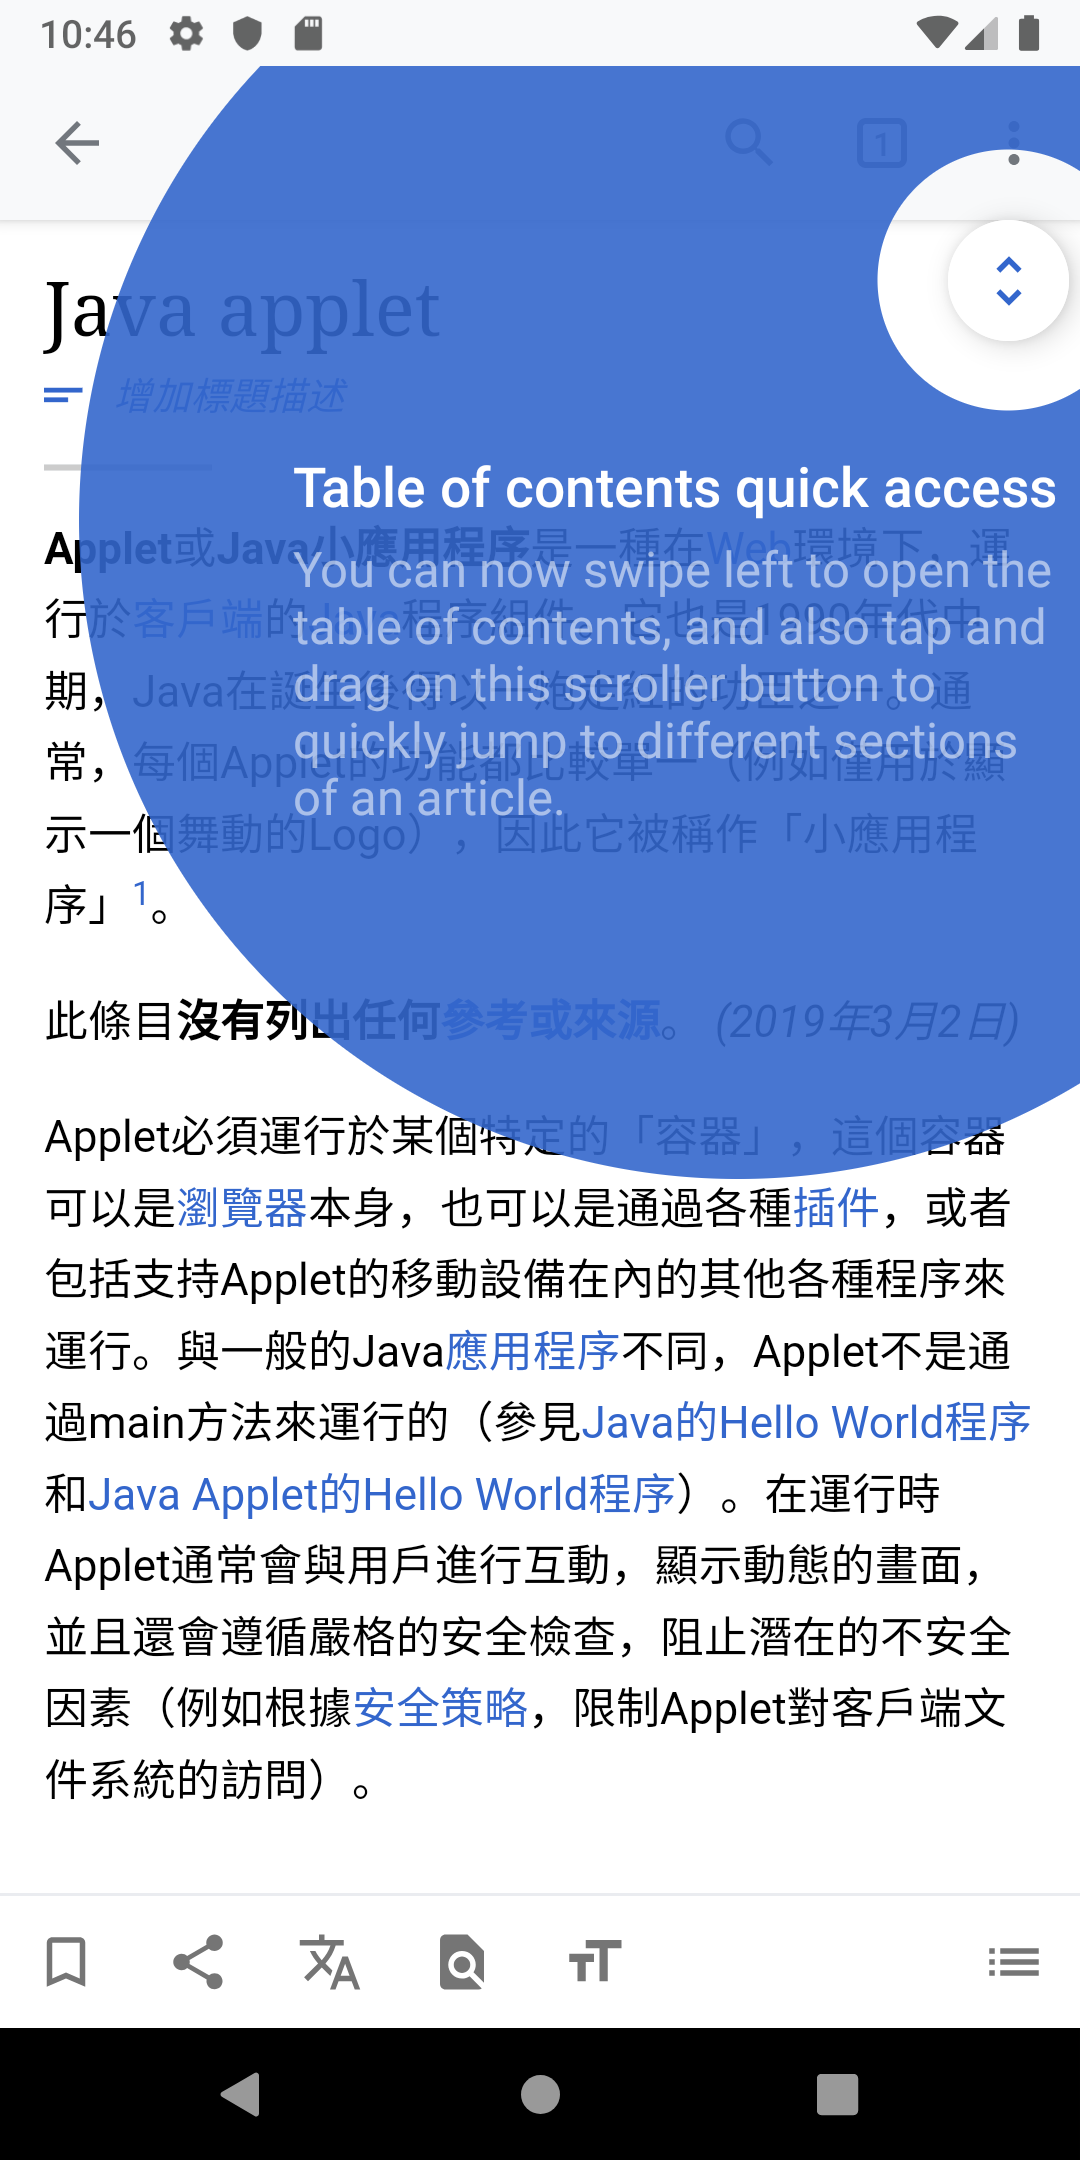 10:46
1
Java applet
增加標題描述
Table of contents quick access
You can now swipe left to open the
table of contents, and also tap and
drag on this scroller button to
quickly jump to different sections
of an article.
Applet或Java小應用程序是一種在Web環境下，運
行於客戶端的Java程序組件。它也是1990年代中
期，Java在誕生後得以一炮走紅的功臣之一。通
常，每個Applet的功能都比較單一（例如僅用於顯
示一個舞動的Logo），因此它被稱作「小應用程
序」1。
此條目沒有列出任何參考或來源。 (2019年3月2日)
Applet必須運行於某個特定的「容器」，這個容器
可以是瀏覽器本身，也可以是通過各種插件，或者
包括支持Applet的移動設備在內的其他各種程序來
運行。與一般的Java應用程序不同，Applet不是通
過main方法來運行的（參見Java的Hello World程序
和Java Applet的Hello World程序）。在運行時
Applet通常會與用戶進行互動，顯示動態的畫面，
並且還會遵循嚴格的安全檢查，阻止潛在的不安全
因素（例如根據安全策略，限制Applet對客戶端文
件系統的訪問）。